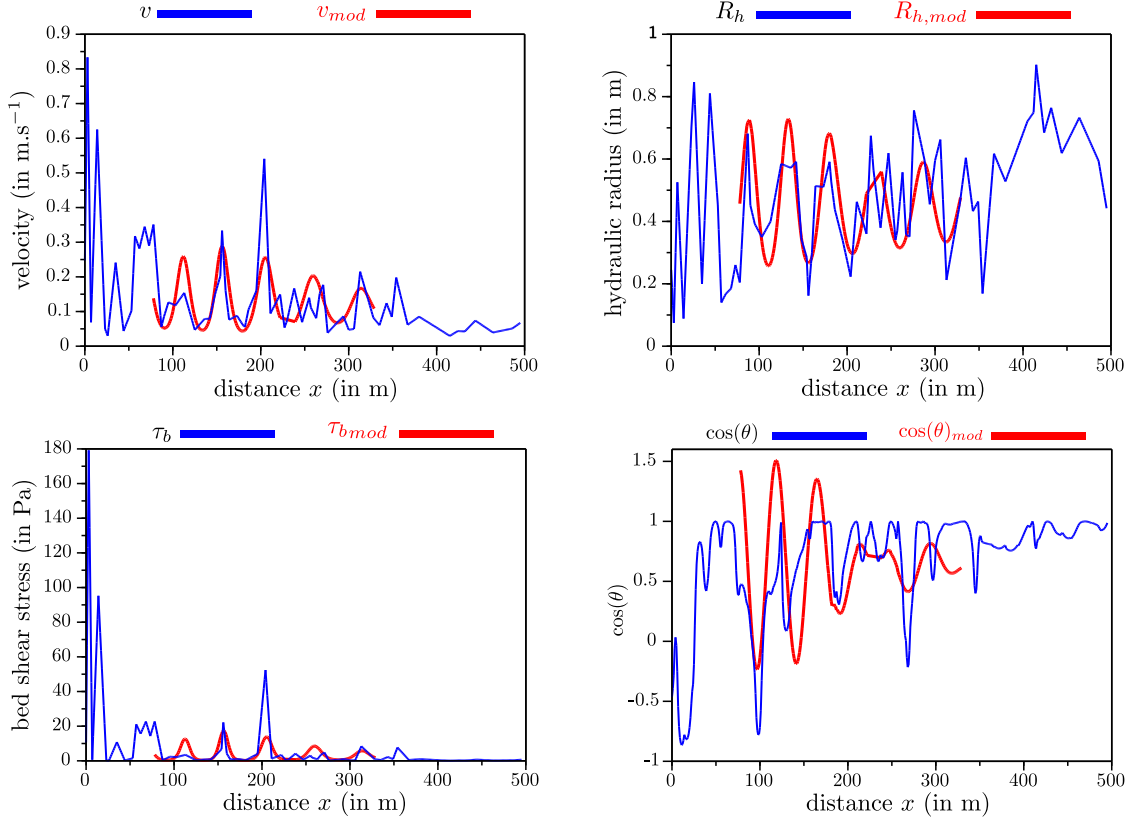 v v_mod
velocity (in m.s⁻¹)
0.9
0.8
0.7
0.6
0.5
0.4
0.3
0.2
0.1
0
0 100 200 300 400 500
distance x (in m)
R_h R_h,mod
hydraulic radius (in m)
1
0.8
0.6
0.4
0.2
0
0 100 200 300 400 500
distance x (in m)
τ_b τ_b mod
bed shear stress (in Pa)
180
160
140
120
100
80
60
40
20
0
0 100 200 300 400 500
distance x (in m)
cos(θ) cos(θ)_mod
cos(θ)
1.5
1
0.5
0
-0.5
-1
0 100 200 300 400 500
distance x (in m)